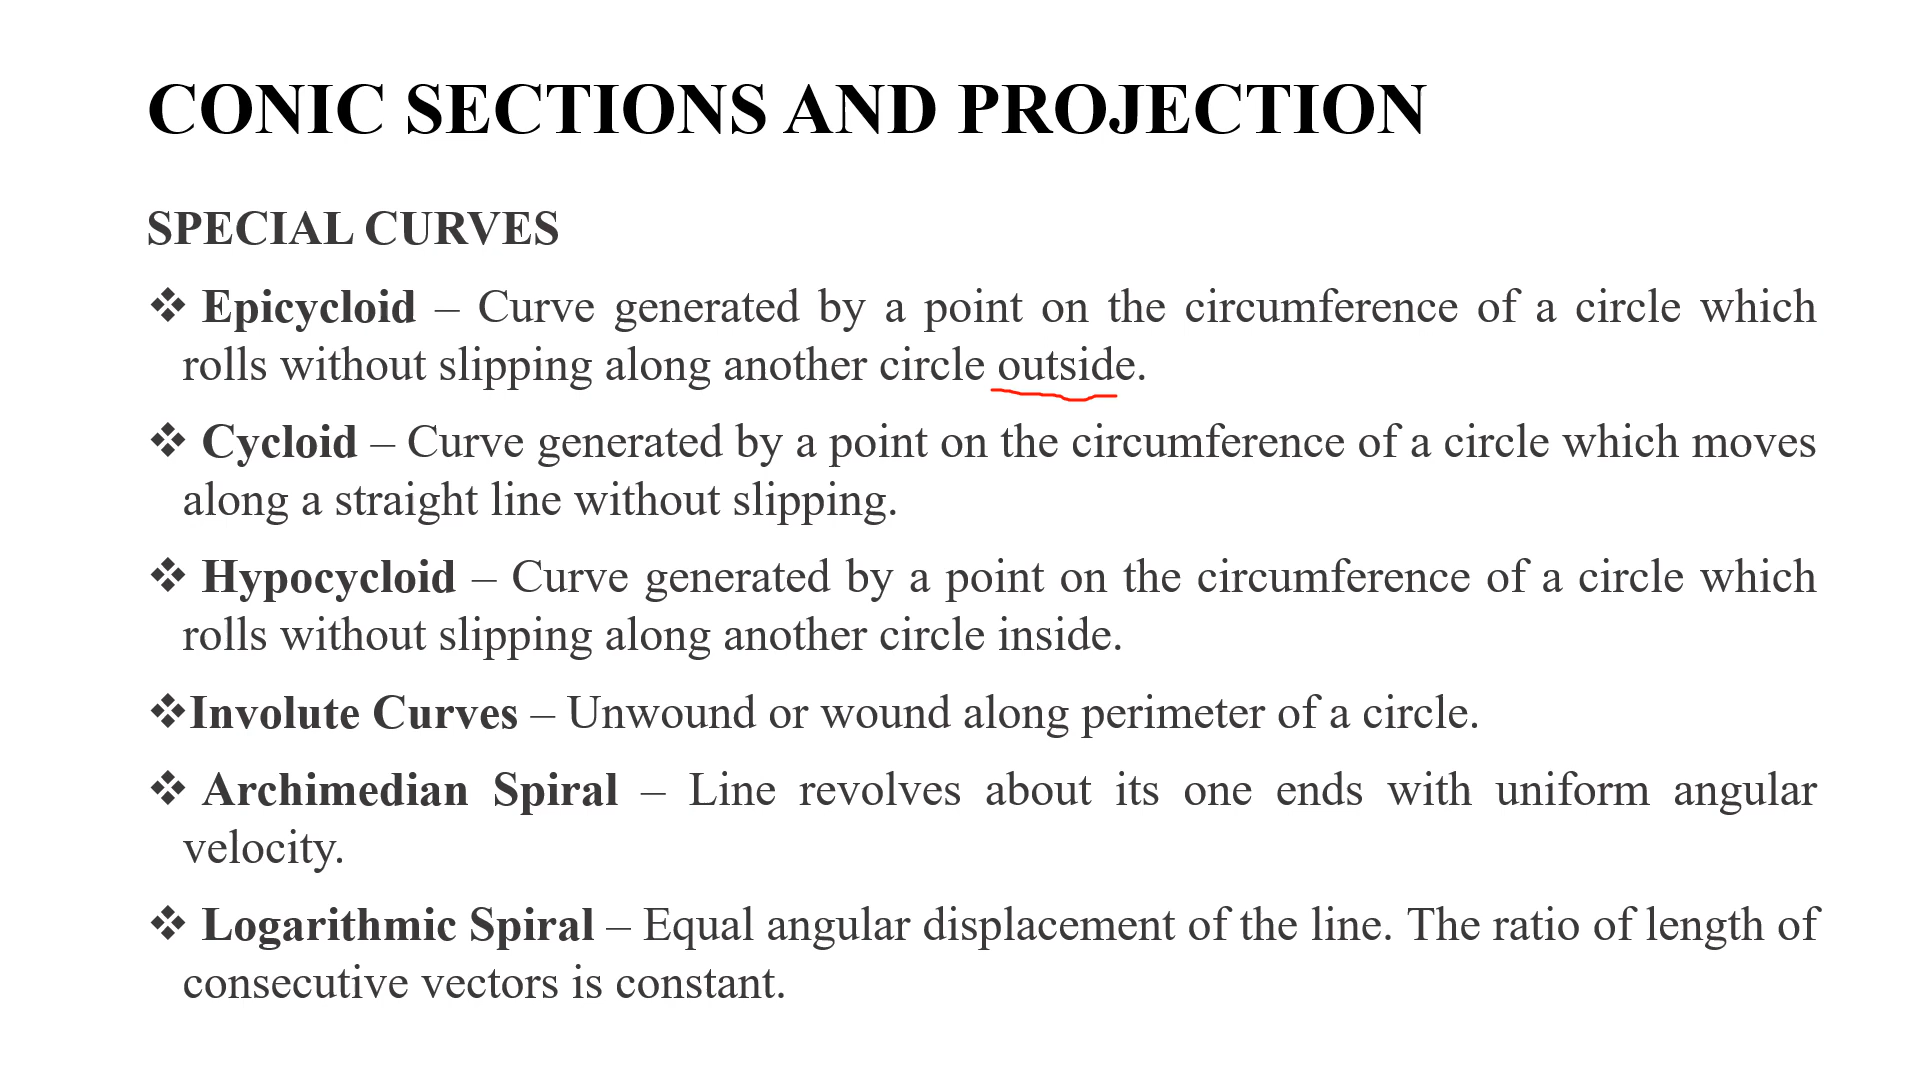 CONIC SECTIONS AND PROJECTION
SPECIAL CURVES
❖ Epicycloid – Curve generated by a point on the circumference of a circle which
rolls without slipping along another circle outside.
❖ Cycloid – Curve generated by a point on the circumference of a circle which moves
along a straight line without slipping.
❖ Hypocycloid – Curve generated by a point on the circumference of a circle which
rolls without slipping along another circle inside.
❖Involute Curves – Unwound or wound along perimeter of a circle.
❖ Archimedian Spiral – Line revolves about its one ends with uniform angular
velocity.
❖ Logarithmic Spiral – Equal angular displacement of the line. The ratio of length of
consecutive vectors is constant.